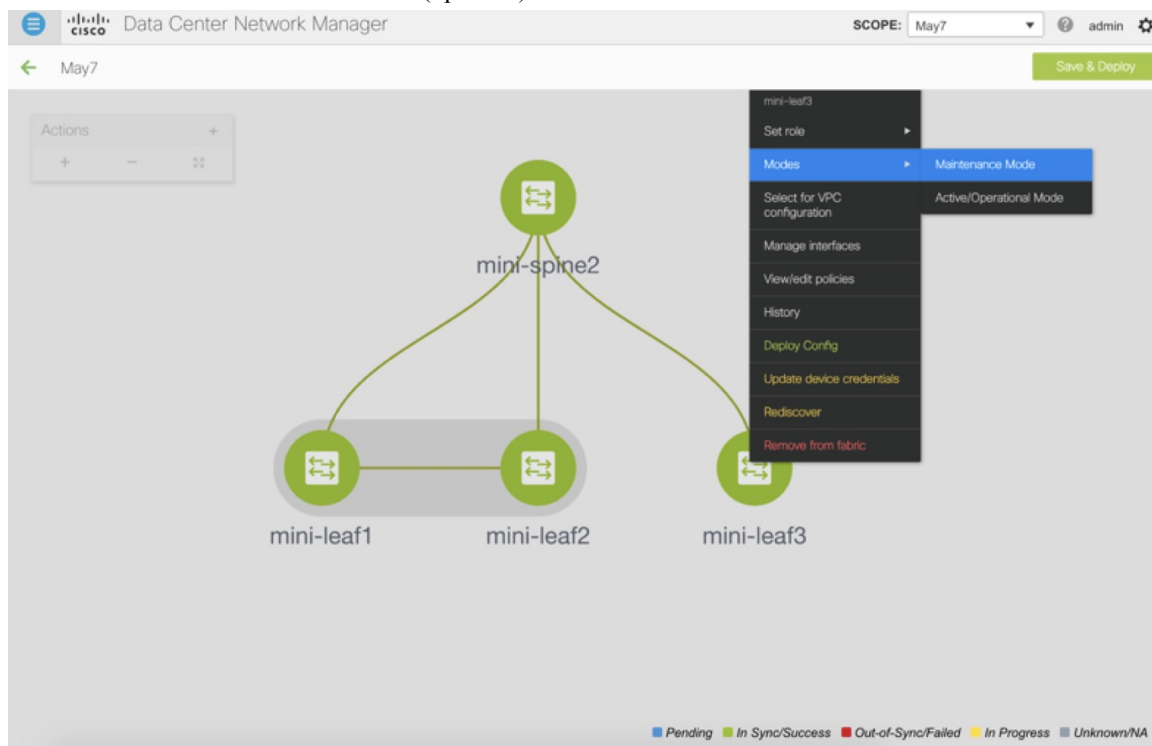 cisco
Data Center Network Manager
SCOPE: May7
admin
May7
Save & Deploy
Actions
mini-leaf3
Set role
Modes
Maintenance Mode
Select for VPC
configuration
Active/Operational Mode
Manage interfaces
View/edit policies
History
Deploy Config
Update device credentials
Rediscover
Remove from fabric
mini-spine2
mini-leaf1
mini-leaf2
mini-leaf3
Pending In Sync/Success Out-of-Sync/Failed In Progress Unknown/NA